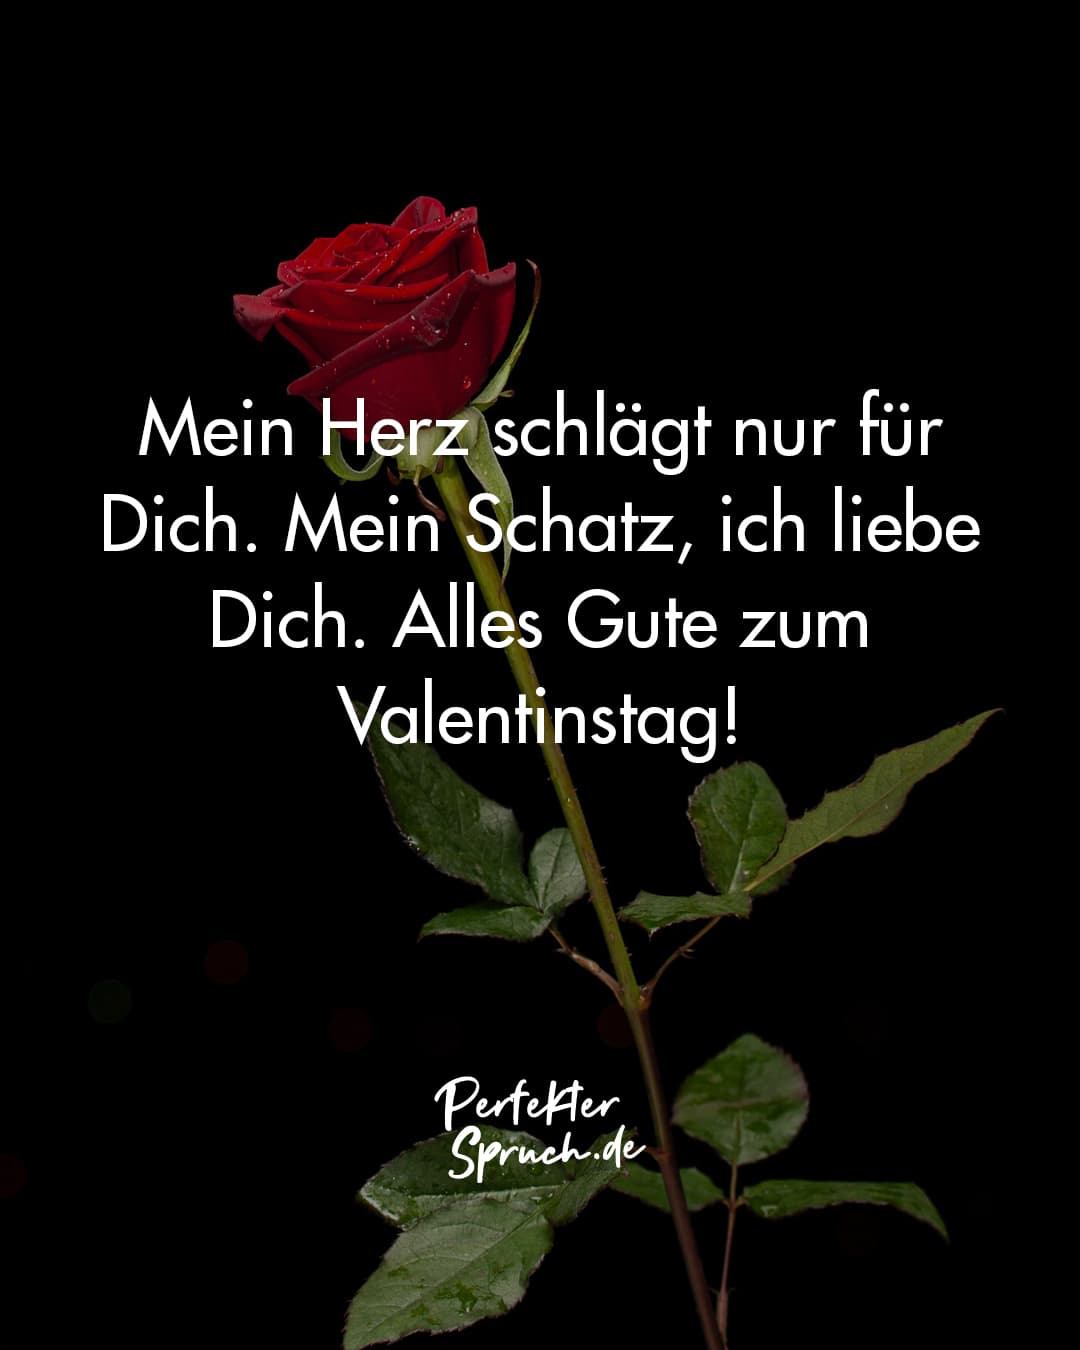 Mein Herz schlägt nur für
Dich. Mein Schatz, ich liebe
Dich. Alles Gute zum
Valentinstag!
Perfekter
Spruch.de